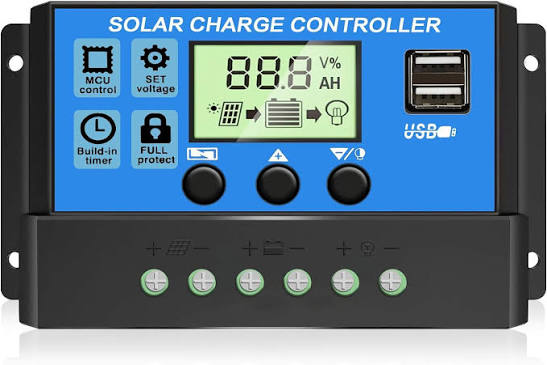 SOLAR CHARGE CONTROLLER
MCU
control
SET
voltage
Build-in
timer
FULL
protect
88.8 V%
AH
USB
+ − + − + −